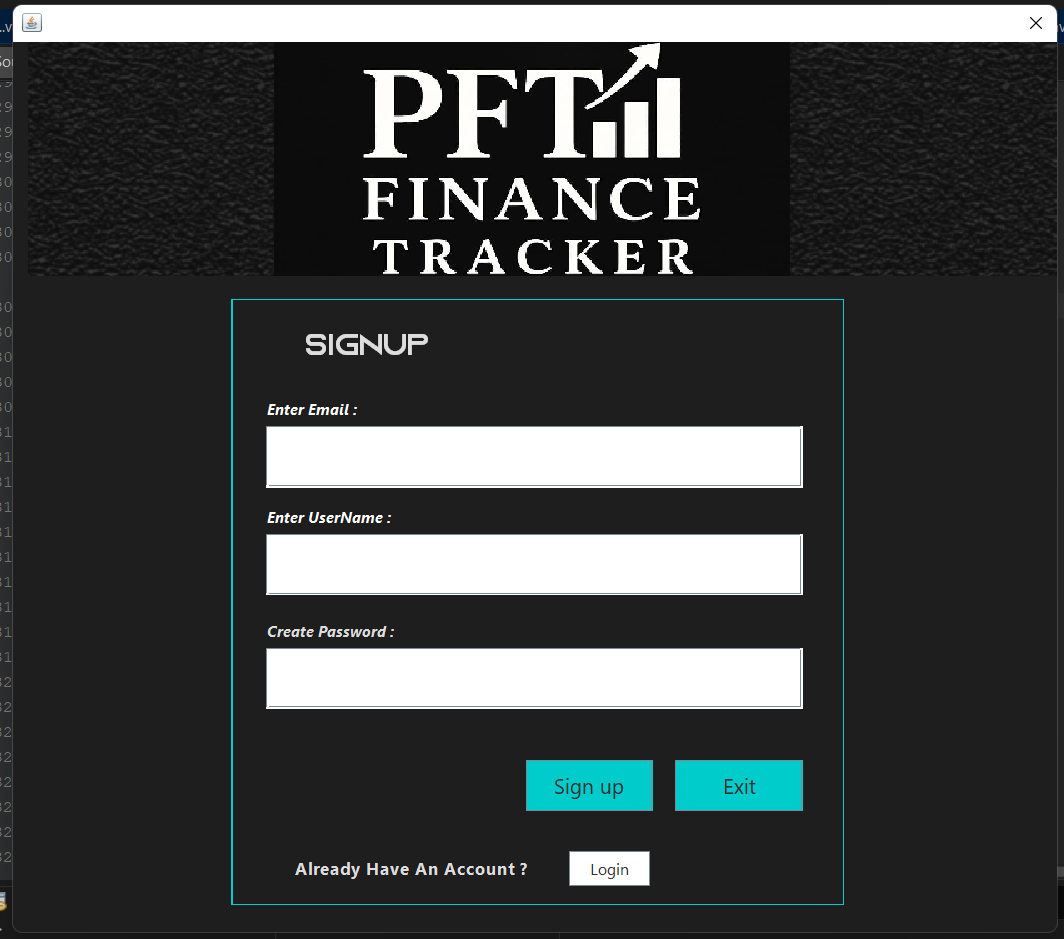 PFT
FINANCE
TRACKER
SIGNUP
Enter Email :
Enter UserName :
Create Password :
Sign up Exit
Already Have An Account ? Login